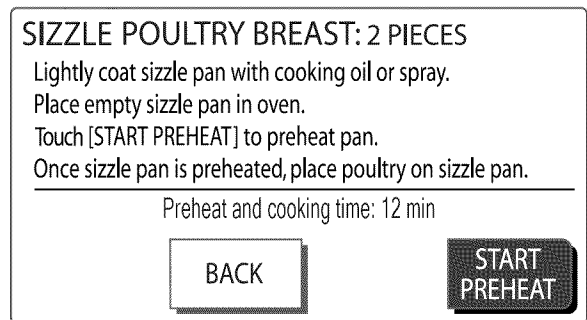 SIZZLE POULTRY BREAST: 2 PIECES
Lightly coat sizzle pan with cooking oil or spray.
Place empty sizzle pan in oven.
Touch [START PREHEAT] to preheat pan.
Once sizzle pan is preheated, place poultry on sizzle pan.
Preheat and cooking time: 12 min
BACK
START
PREHEAT